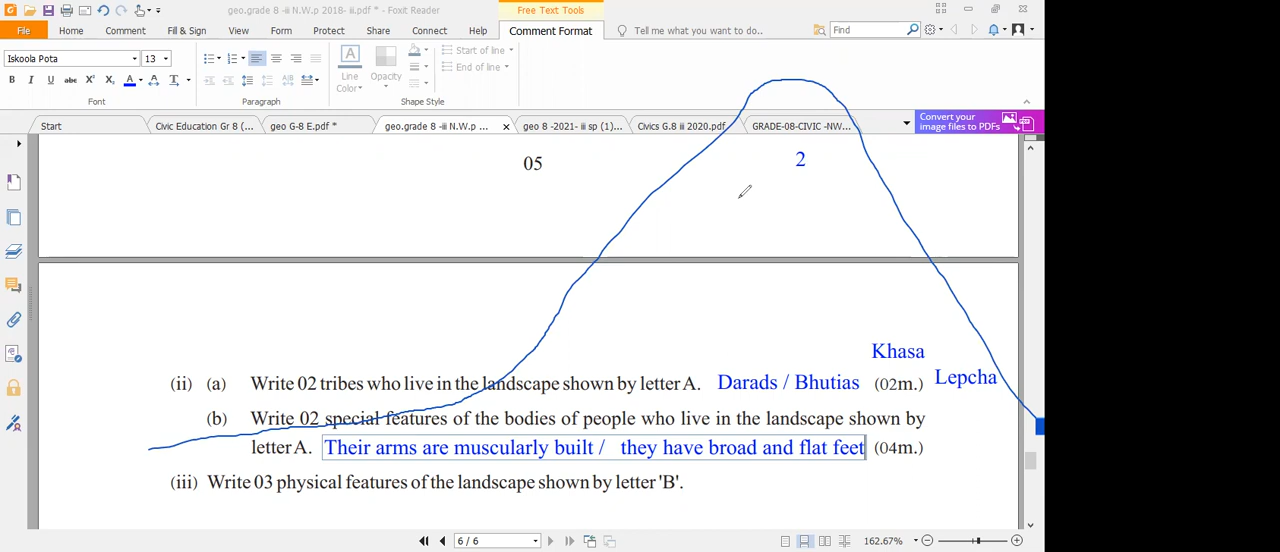 geo.grade 8 -iii N.W.p 2018- iii.pdf * - Foxit Reader
Free Text Tools
File Home Comment Fill & Sign View Form Protect Share Connect Help Comment Format Tell me what you want to do.. Find
Iskoola Pota 13 Start of line
B I U abc X² X₂ A A T Line Color Opacity End of line
Font Paragraph Shape Style
Start Civic Education Gr 8 (... geo G-8 E.pdf * geo.grade 8 -iii N.W.p ... geo 8 -2021- iii sp (1)... Civics G.8 iii 2020.pdf GRADE-08-CIVIC -NW... Convert your image files to PDFs
05 2
Khasa
(ii) (a) Write 02 tribes who live in the landscape shown by letter A. Darads / Bhutias (02m.) Lepcha
(b) Write 02 special features of the bodies of people who live in the landscape shown by
letter A. Their arms are muscularly built / they have broad and flat feet (04m.)
(iii) Write 03 physical features of the landscape shown by letter 'B'.
6 / 6 162.67%